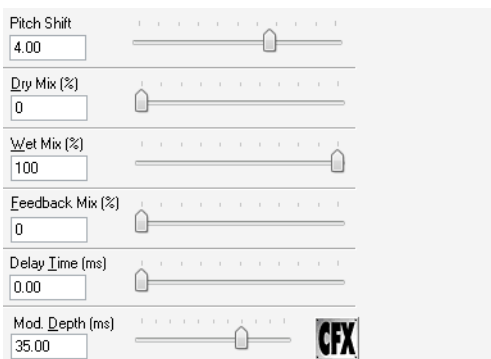 Pitch Shift
4.00
Dry Mix (%)
0
Wet Mix (%)
100
Feedback Mix (%)
0
Delay Time (ms)
0.00
Mod. Depth (ms)
35.00
CFX